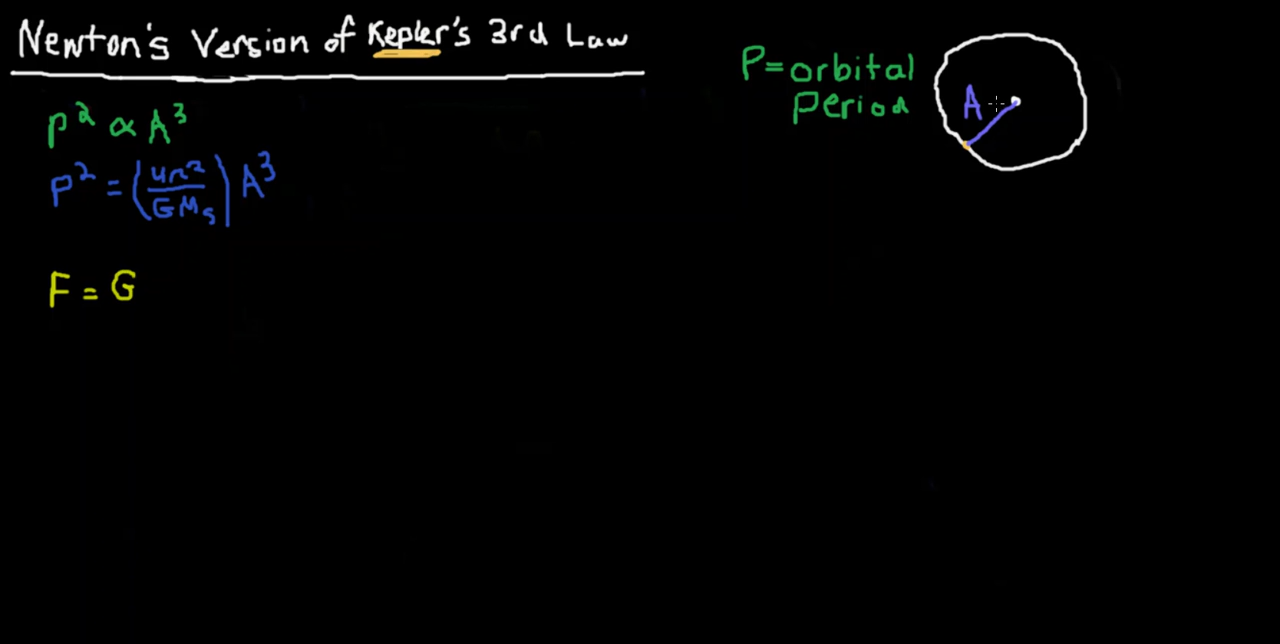 Newton's Version of Kepler's 3rd Law
P = orbital
Period
A
P² ∝ A³
P² = (4π²/GMs) A³
F = G